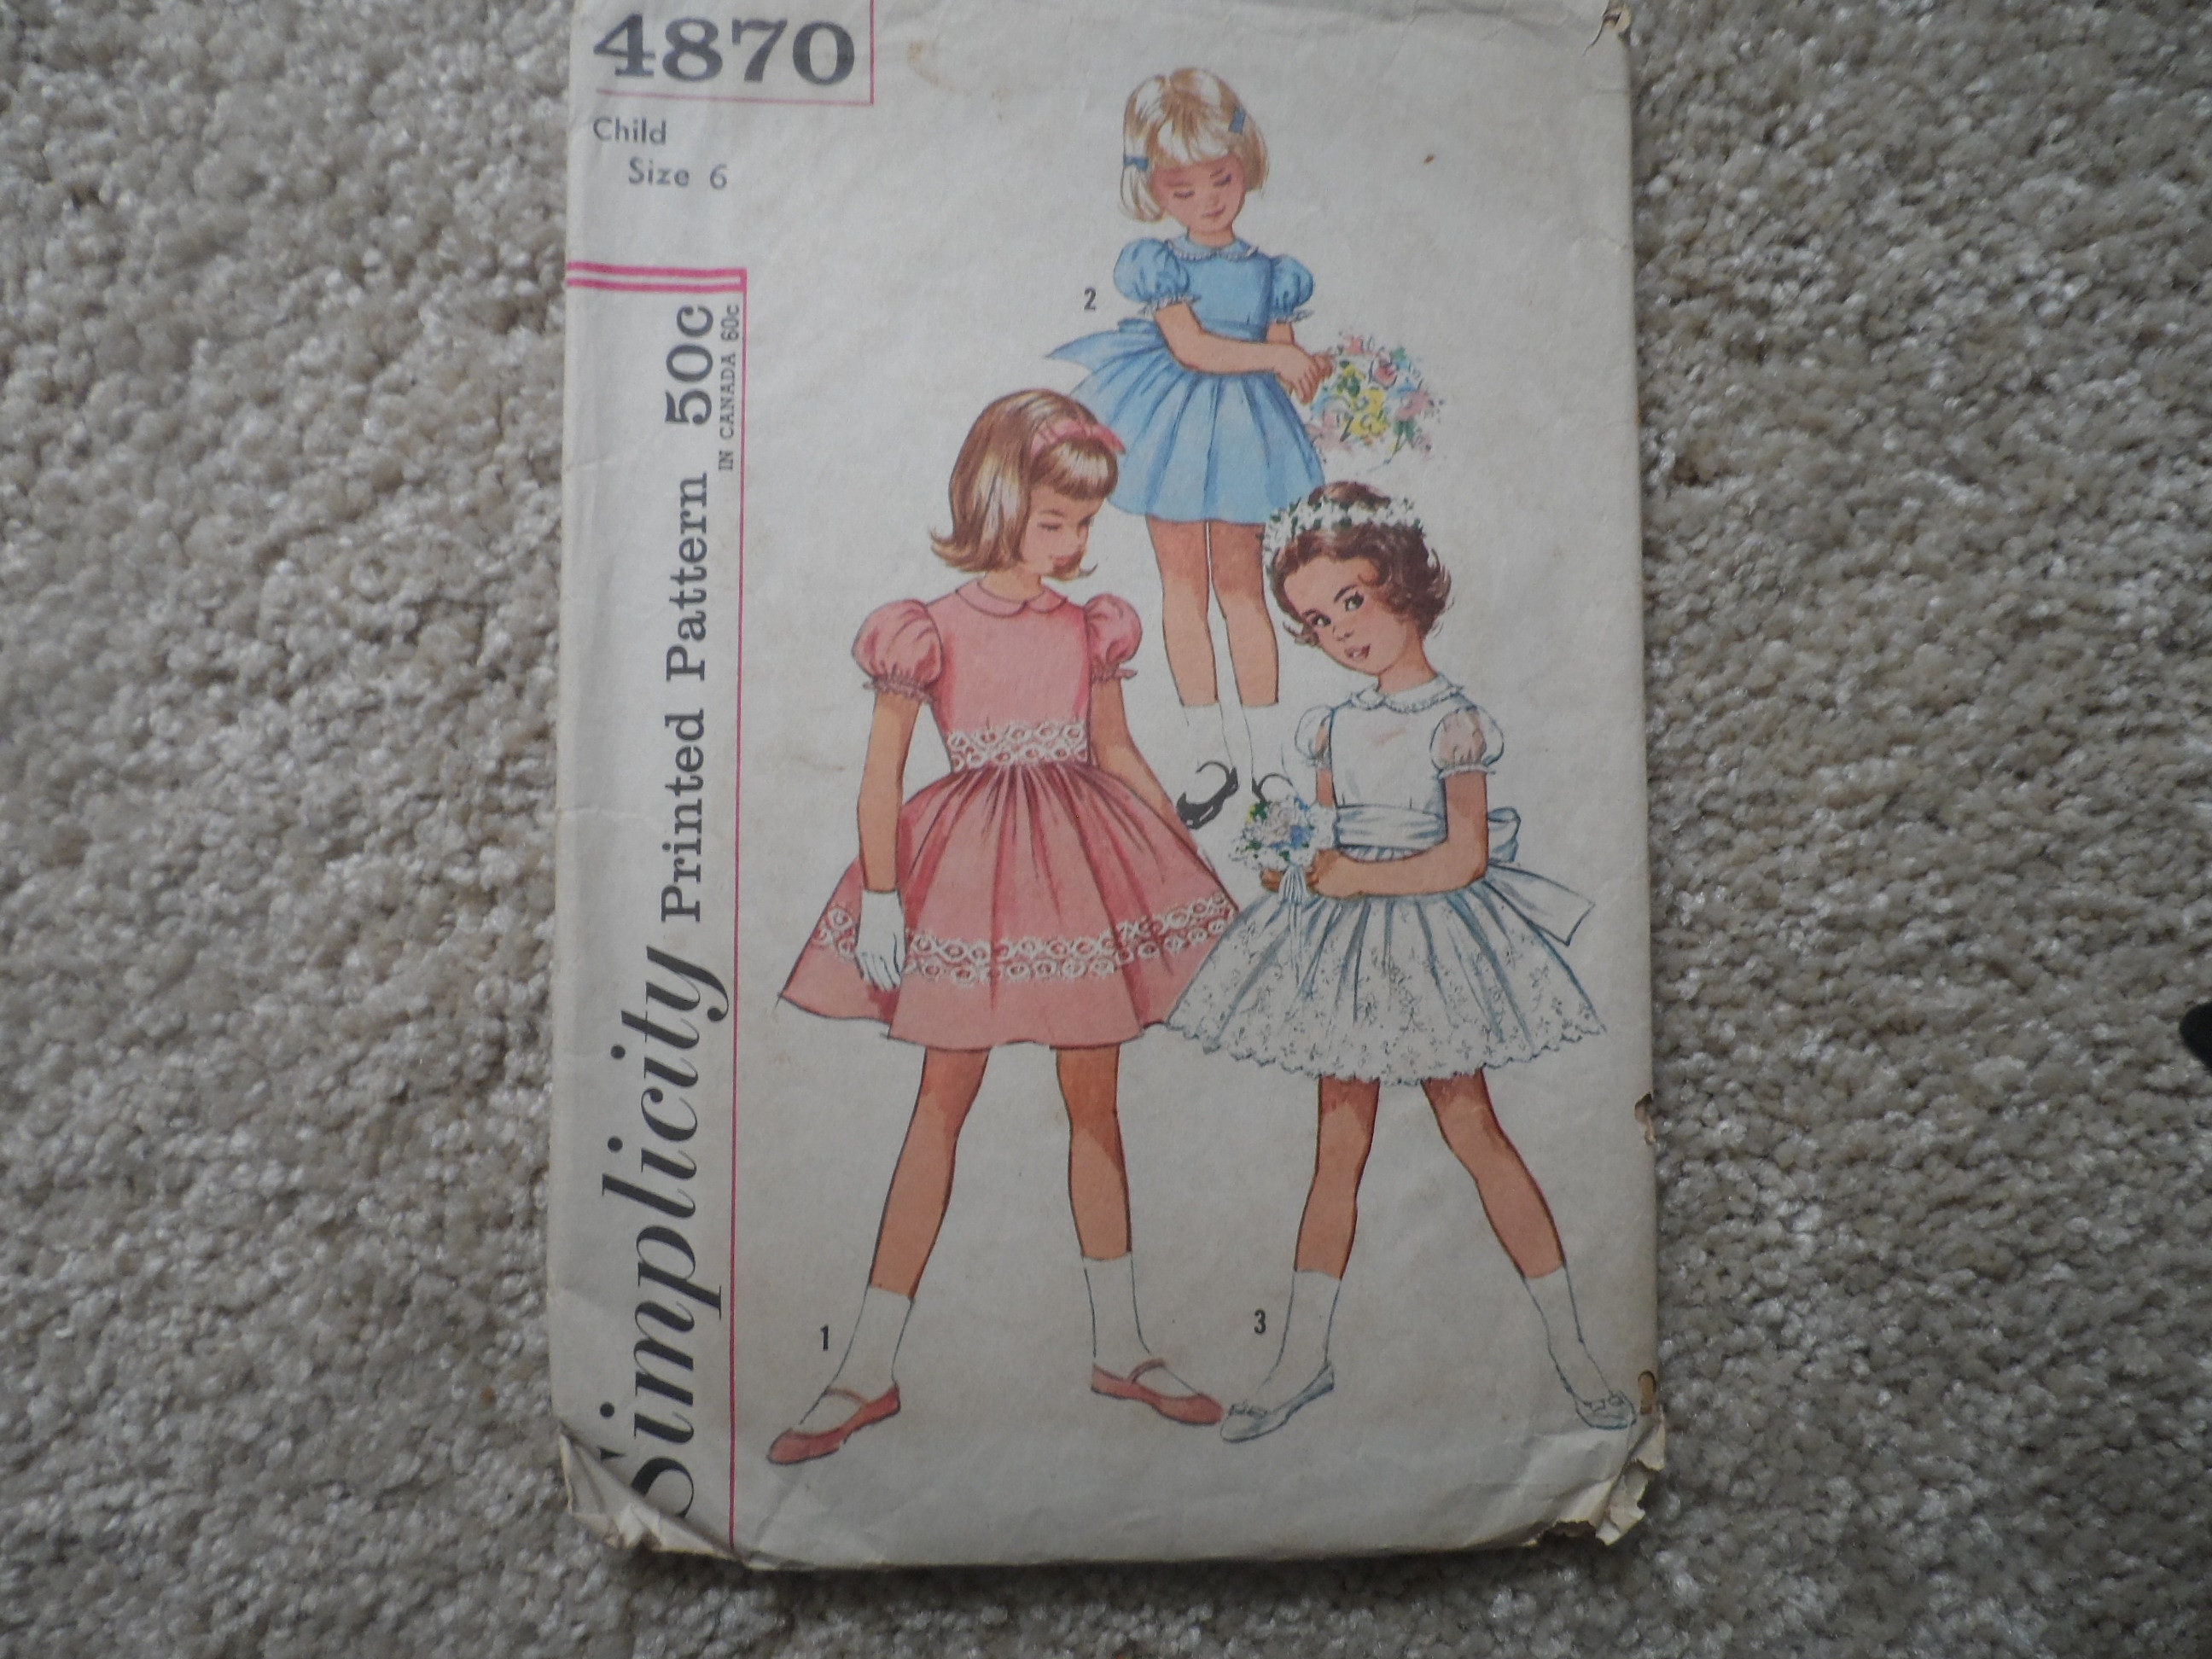 4870
Child
Size 6
Simplicity Printed Pattern 50c
IN CANADA 60c
2
1
3